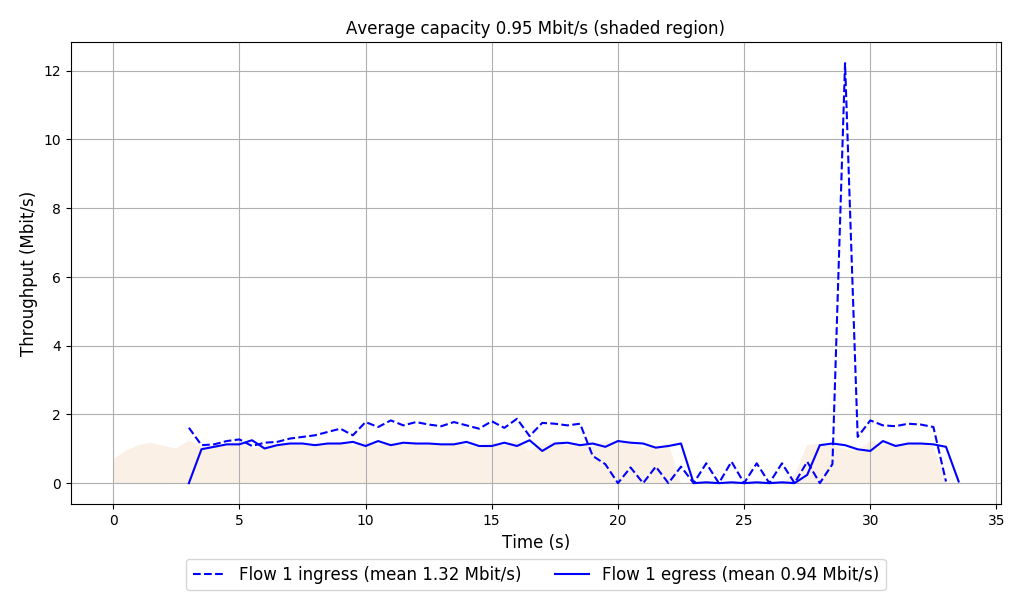 Average capacity 0.95 Mbit/s (shaded region)
Throughput (Mbit/s)
12
10
8
6
4
2
0
0 5 10 15 20 25 30 35
Time (s)
Flow 1 ingress (mean 1.32 Mbit/s) Flow 1 egress (mean 0.94 Mbit/s)